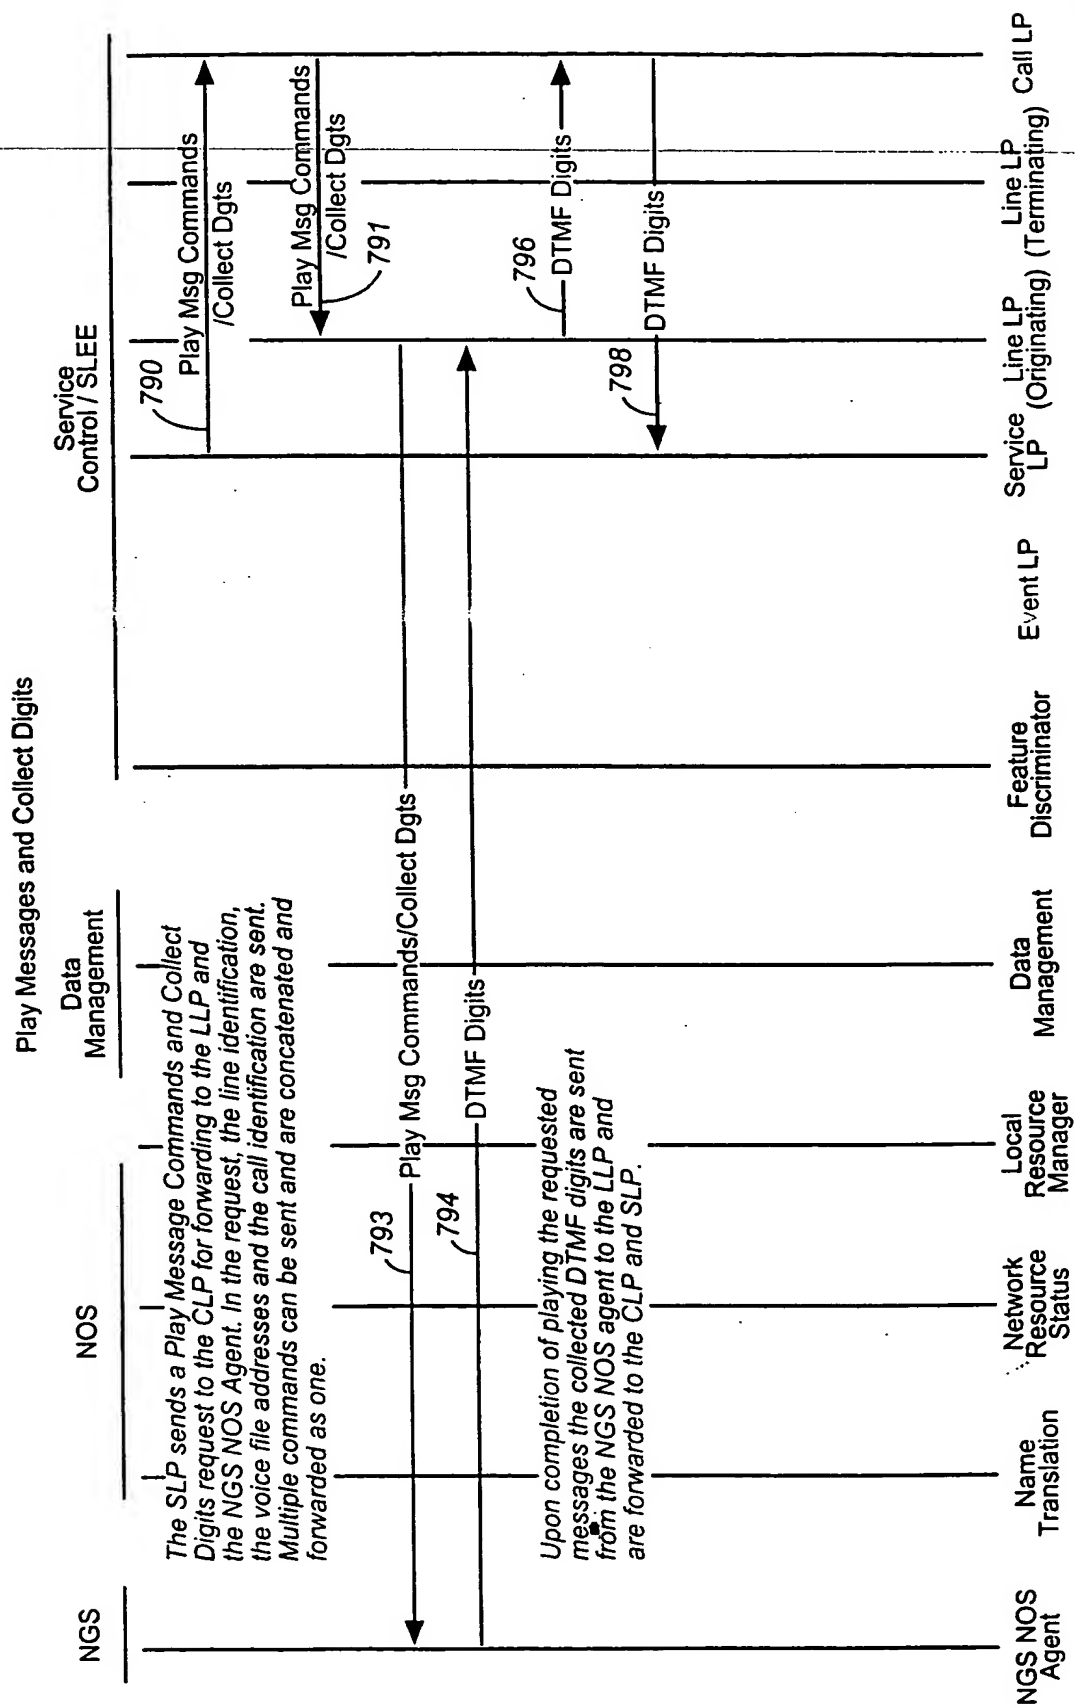 Play Messages and Collect Digits
NGS
NOS
Data
Management
Service
Control / SLEE
The SLP sends a Play Message Commands and Collect
Digits request to the CLP for forwarding to the LLP and
the NGS NOS Agent. In the request, the line identification,
the voice file addresses and the call identification are sent.
Multiple commands can be sent and are concatenated and
forwarded as one.
790
Play Msg Commands
/Collect Dgts
Play Msg Commands
/Collect Dgts
791
793
Play Msg Commands/Collect Dgts
794
DTMF Digits
Upon completion of playing the requested
messages the collected DTMF digits are sent
from the NGS NOS agent to the LLP and
are forwarded to the CLP and SLP.
796
DTMF Digits
798
DTMF Digits
NGS NOS
Agent
Name
Translation
Network
Resource
Status
Local
Resource
Manager
Data
Management
Feature
Discriminator
Event LP
Service
LP
Line LP
(Originating)
Line LP
(Terminating)
Call LP